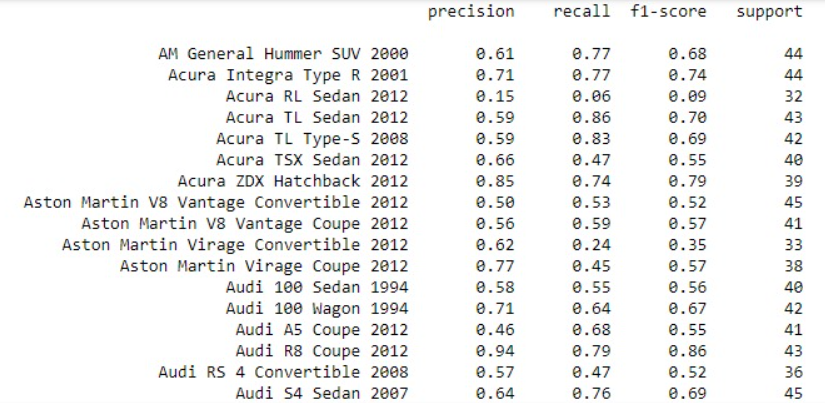 precision recall f1-score support
AM General Hummer SUV 2000 0.61 0.77 0.68 44
Acura Integra Type R 2001 0.71 0.77 0.74 44
Acura RL Sedan 2012 0.15 0.06 0.09 32
Acura TL Sedan 2012 0.59 0.86 0.70 43
Acura TL Type-S 2008 0.59 0.83 0.69 42
Acura TSX Sedan 2012 0.66 0.47 0.55 40
Acura ZDX Hatchback 2012 0.85 0.74 0.79 39
Aston Martin V8 Vantage Convertible 2012 0.50 0.53 0.52 45
Aston Martin V8 Vantage Coupe 2012 0.56 0.59 0.57 41
Aston Martin Virage Convertible 2012 0.62 0.24 0.35 33
Aston Martin Virage Coupe 2012 0.77 0.45 0.57 38
Audi 100 Sedan 1994 0.58 0.55 0.56 40
Audi 100 Wagon 1994 0.71 0.64 0.67 42
Audi A5 Coupe 2012 0.46 0.68 0.55 41
Audi R8 Coupe 2012 0.94 0.79 0.86 43
Audi RS 4 Convertible 2008 0.57 0.47 0.52 36
Audi S4 Sedan 2007 0.64 0.76 0.69 45